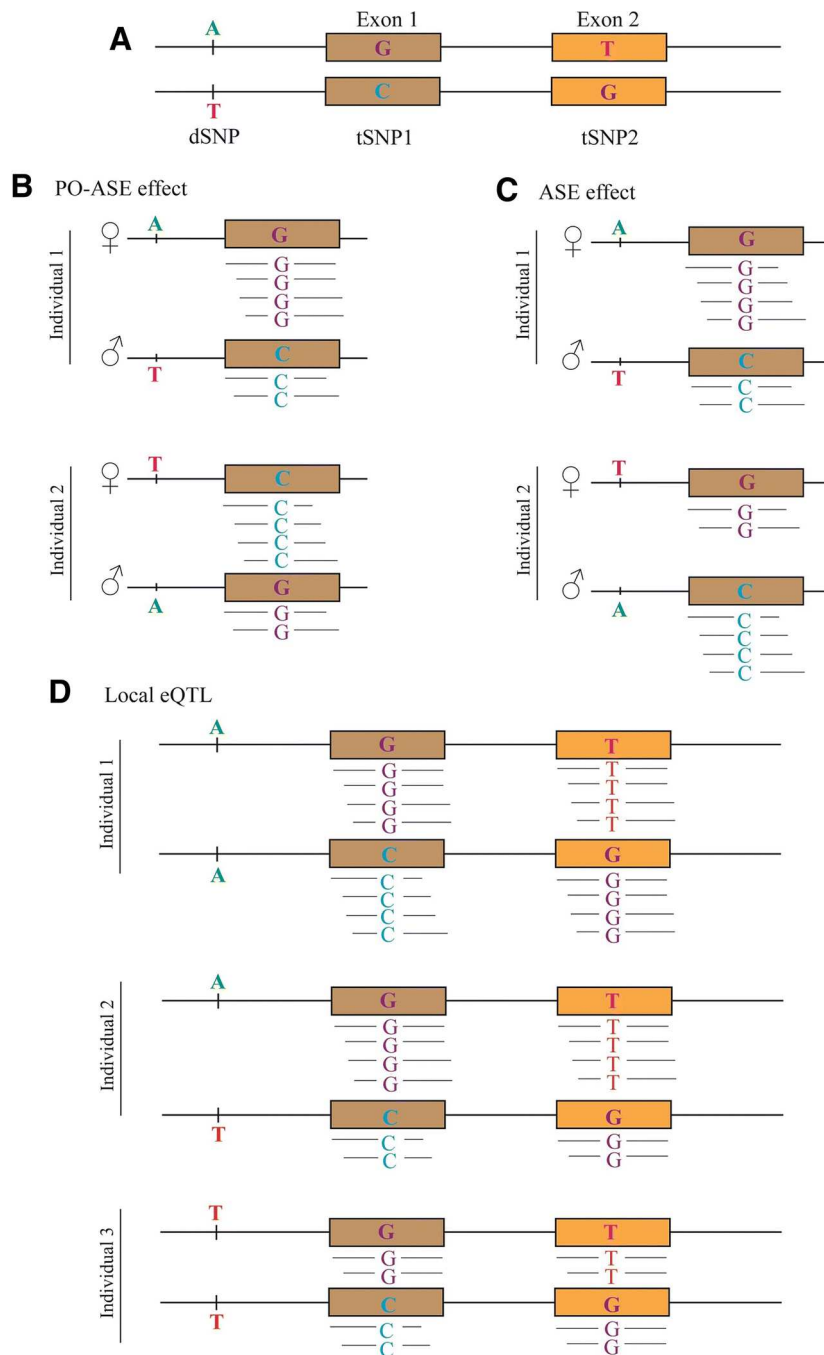 A
A
Exon 1
Exon 2
G
T
C
G
T
dSNP
tSNP1
tSNP2
B
PO-ASE effect
Individual 1
♀
A
G
G
G
G
G
♂
T
C
C
C
Individual 2
♀
T
C
C
C
C
C
♂
A
G
G
G
C
ASE effect
Individual 1
♀
A
G
G
G
G
G
♂
T
C
C
C
Individual 2
♀
T
G
G
G
♂
A
C
C
C
C
C
D
Local eQTL
Individual 1
A
G
T
G
T
G
T
G
T
G
T
A
C
G
C
G
C
G
C
G
C
G
Individual 2
A
G
T
G
T
G
T
G
T
G
T
T
C
G
C
G
C
G
Individual 3
T
G
T
G
T
G
T
T
C
G
C
G
C
G